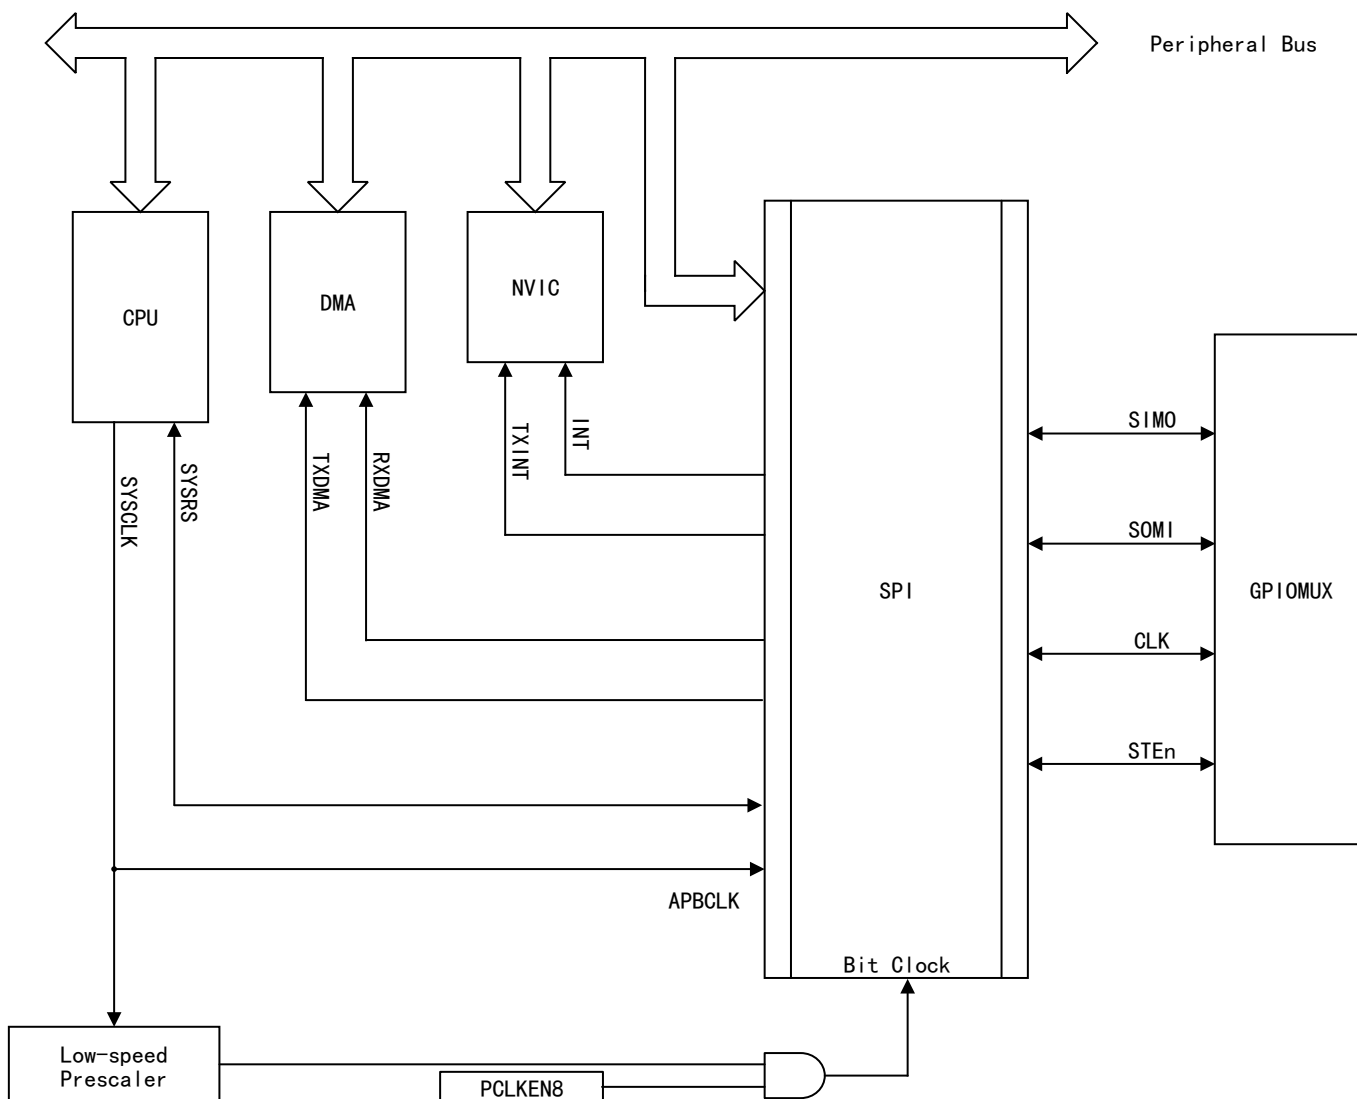 Peripheral Bus
CPU
DMA
NVIC
SPI
GPIOMUX
SYSCLK
SYSRS
TXDMA
RXDMA
TXINT
INT
SIMO
SOMI
CLK
STEn
APBCLK
Bit Clock
Low-speed
Prescaler
PCLKEN8